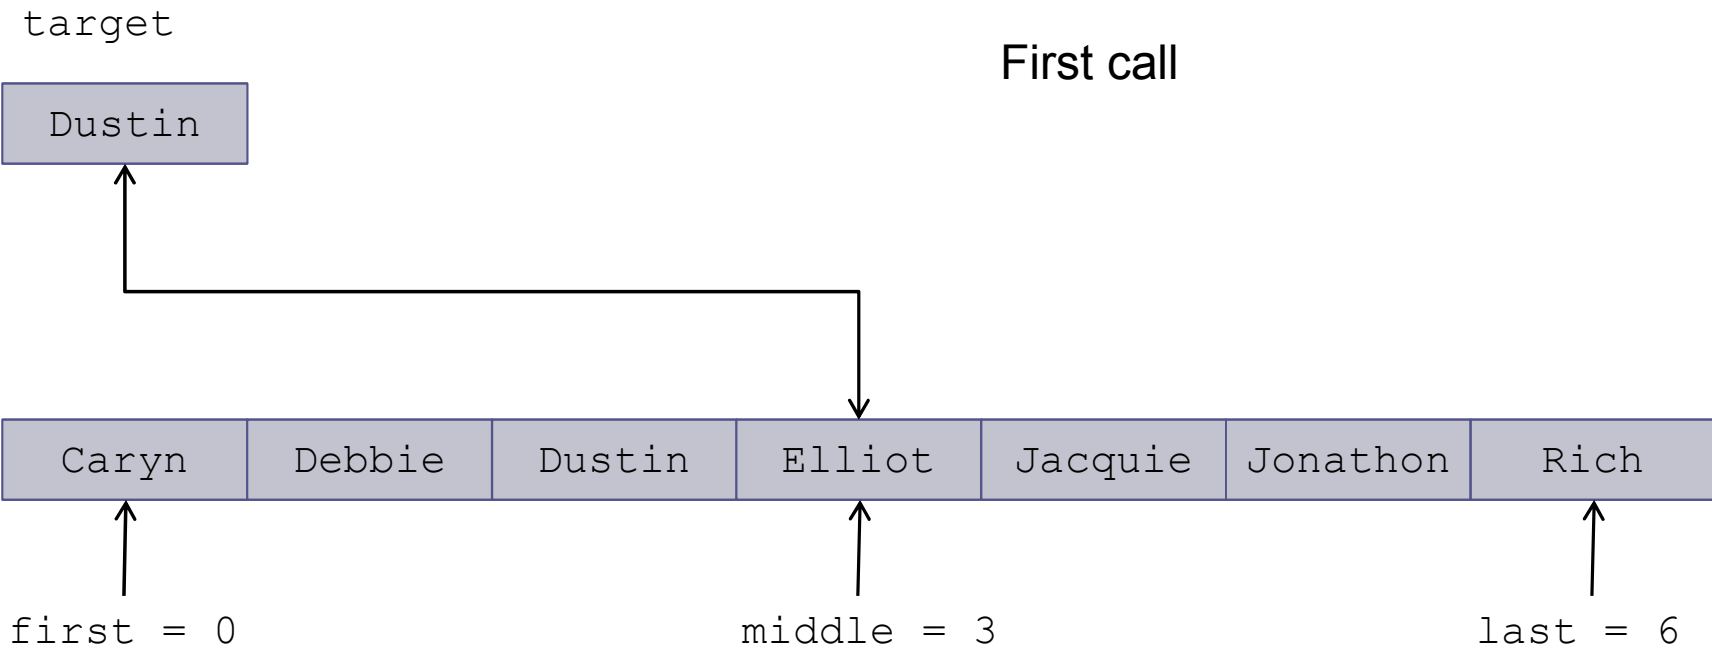 target
First call
Dustin
Caryn Debbie Dustin Elliot Jacquie Jonathon Rich
first = 0 middle = 3 last = 6